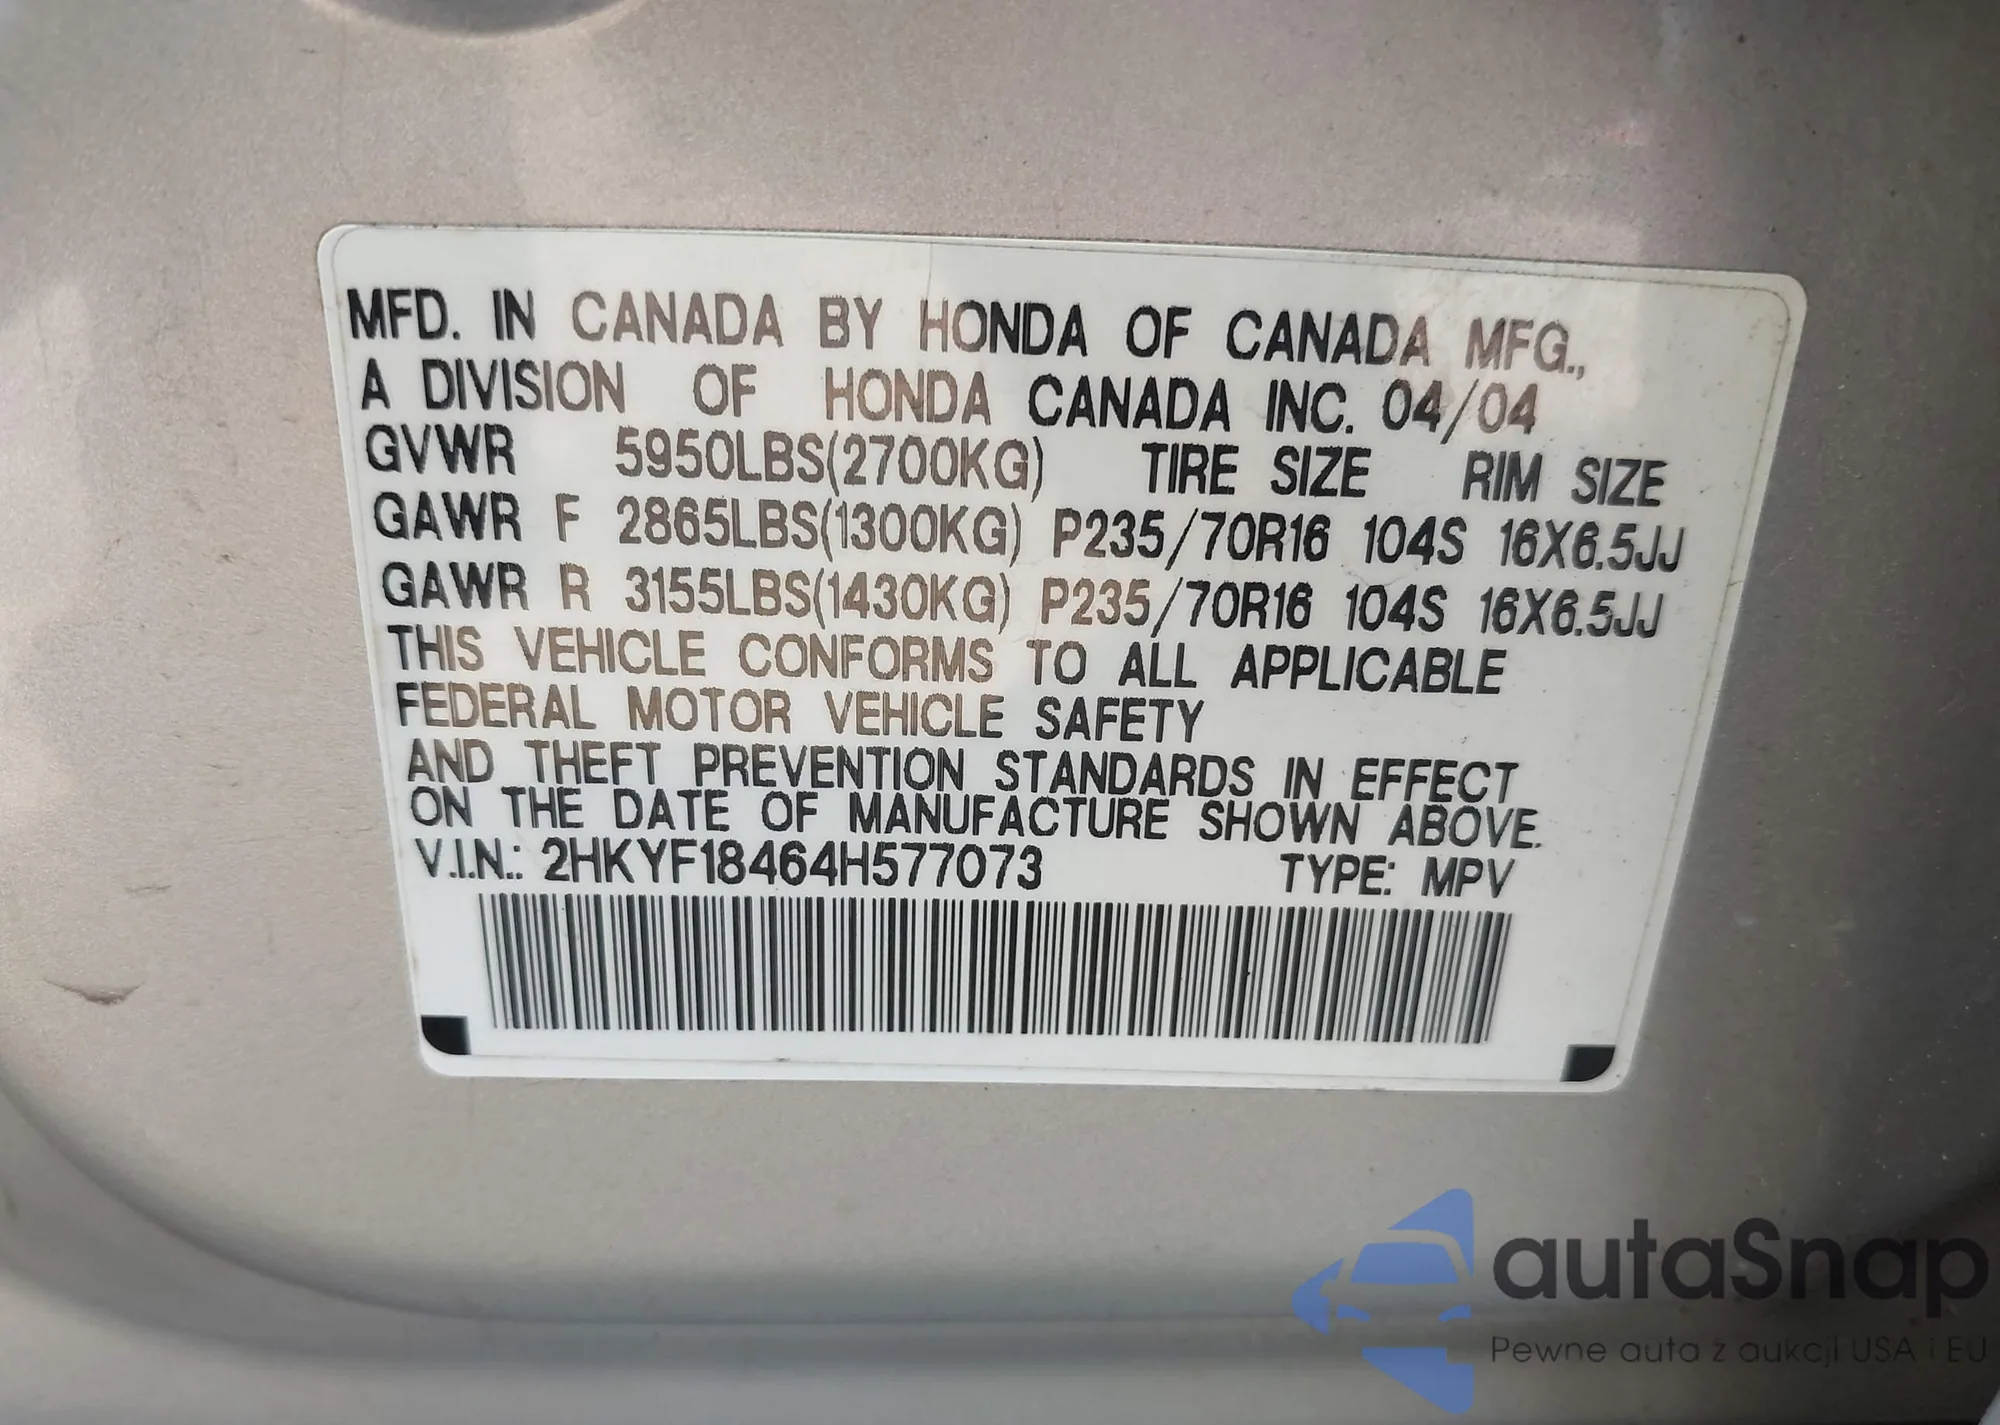 MFD. IN CANADA BY HONDA OF CANADA MFG.,
A DIVISION OF HONDA CANADA INC. 04/04
GVWR 5950LBS(2700KG) TIRE SIZE RIM SIZE
GAWR F 2865LBS(1300KG) P235/70R16 104S 16X6.5JJ
GAWR R 3155LBS(1430KG) P235/70R16 104S 16X6.5JJ
THIS VEHICLE CONFORMS TO ALL APPLICABLE
FEDERAL MOTOR VEHICLE SAFETY
AND THEFT PREVENTION STANDARDS IN EFFECT
ON THE DATE OF MANUFACTURE SHOWN ABOVE.
V.I.N.: 2HKYF18464H577073 TYPE: MPV
autaSnap
Pewne auta z aukcji USA i EU